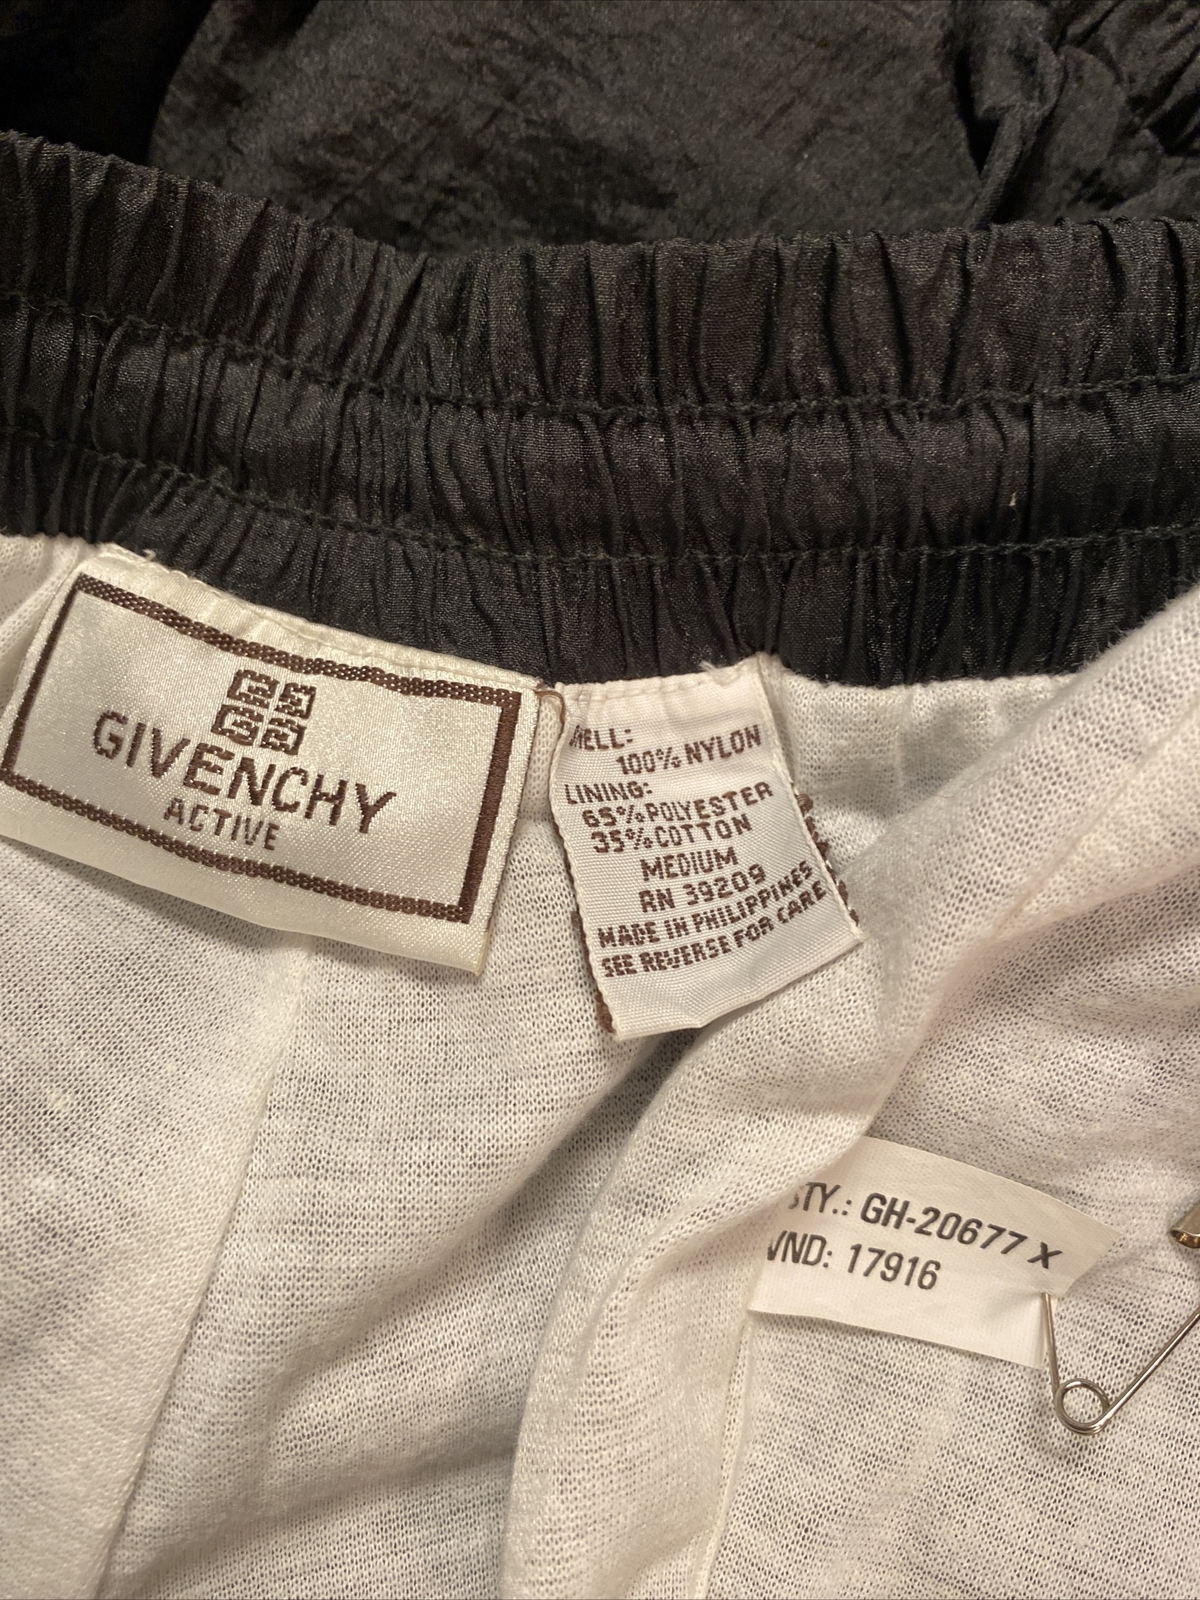 GIVENCHY
ACTIVE
SHELL:
100% NYLON
LINING:
65% POLYESTER
35% COTTON
MEDIUM
RN 39209
MADE IN PHILIPPINES
SEE REVERSE FOR CARE
STY.: GH-20677 X
VND: 17916